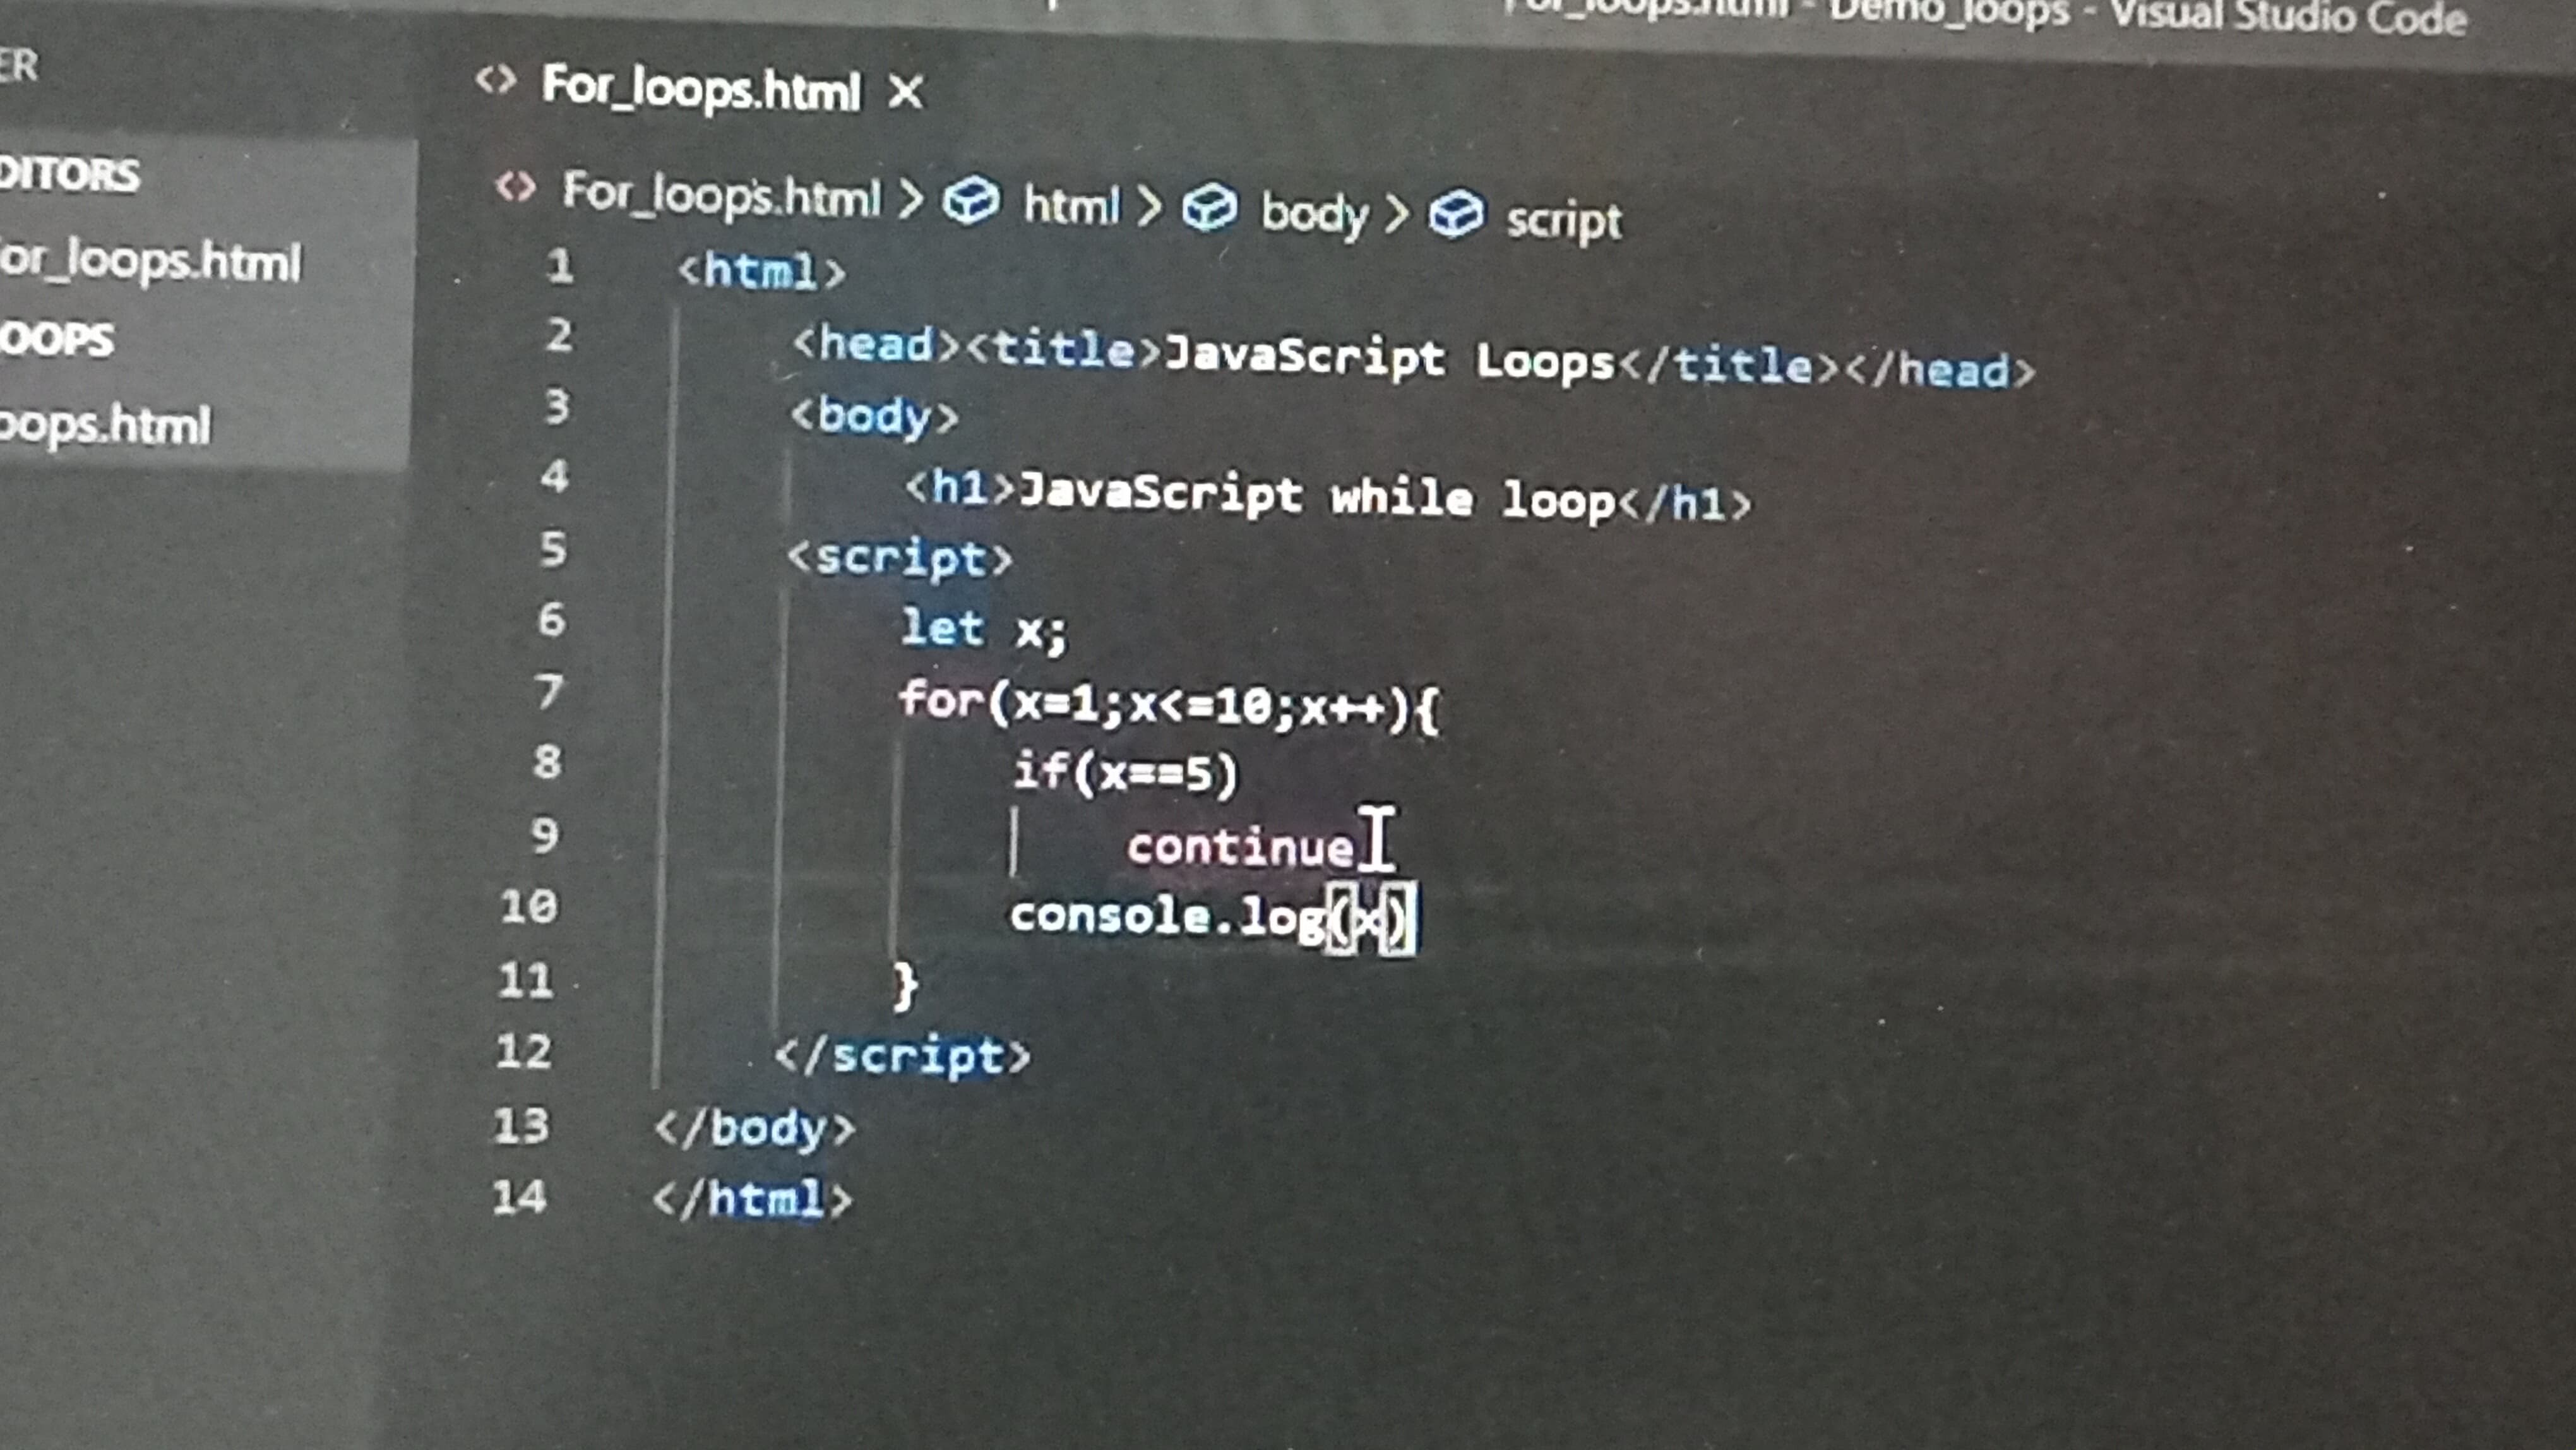 For_loops.html - Demo_loops - Visual Studio Code
For_loops.html
DITORS
or_loops.html
OOPS
oops.html
For_loops.html > html > body > script
1 <html>
2 <head><title>JavaScript Loops</title></head>
3 <body>
4 <h1>JavaScript while loop</h1>
5 <script>
6 let x;
7 for(x=1;x<=10;x++){
8 if(x==5)
9 continue
10 console.log(x)
11 }
12 </script>
13 </body>
14 </html>